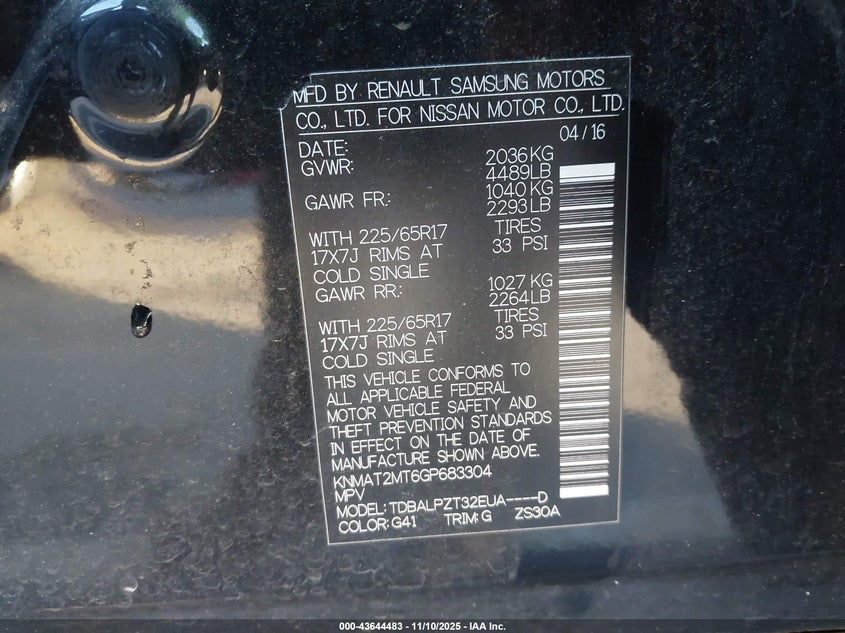 MFD BY RENAULT SAMSUNG MOTORS
CO., LTD. FOR NISSAN MOTOR CO., LTD.
DATE: 04/16
GVWR: 2036KG
4489LB
GAWR FR: 1040KG
2293LB
WITH 225/65R17 TIRES
17X7J RIMS AT 33 PSI
COLD SINGLE
GAWR RR.: 1027 KG
2264LB
WITH 225/65R17 TIRES
17X7J RIMS AT 33 PSI
COLD SINGLE
THIS VEHICLE CONFORMS TO
ALL APPLICABLE FEDERAL
MOTOR VEHICLE SAFETY AND
THEFT PREVENTION STANDARDS
IN EFFECT ON THE DATE OF
MANUFACTURE SHOWN ABOVE.
KNMAT2MT6GP683304
MPV
MODEL: TDBALPZT32EUA----D
COLOR: G41 TRIM: G ZS30A
000-43644483 - 11/10/2025 - IAA Inc.